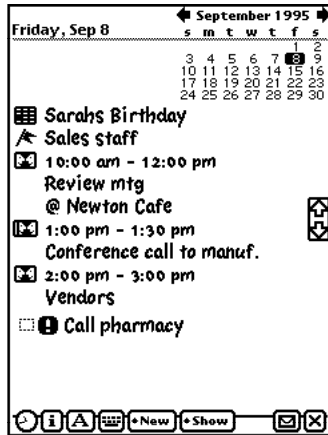 September 1995
Friday, Sep 8
s m t w t f s
1 2
3 4 5 6 7 8 9
10 11 12 13 14 15 16
17 18 19 20 21 22 23
24 25 26 27 28 29 30
Sarahs Birthday
Sales staff
10:00 am - 12:00 pm
Review mtg
@ Newton Cafe
1:00 pm - 1:30 pm
Conference call to manuf.
2:00 pm - 3:00 pm
Vendors
Call pharmacy
i A New Show X